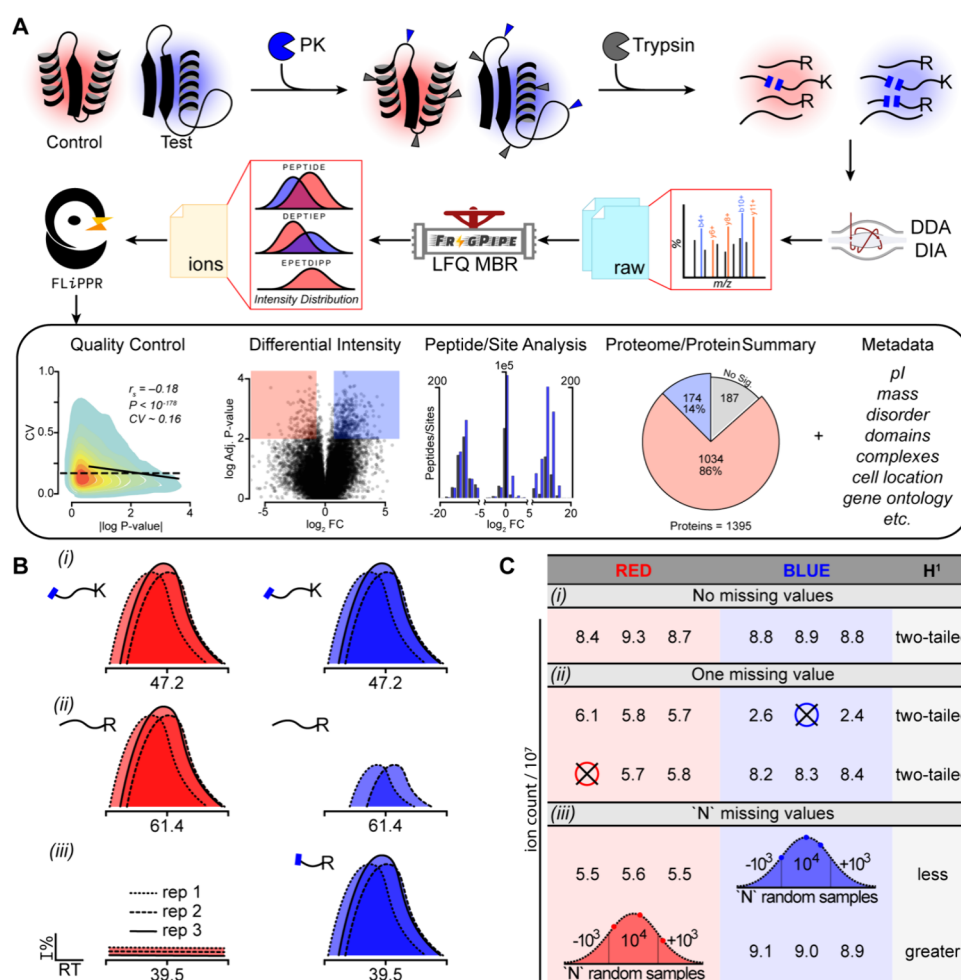 A
PK
Trypsin
R
K
R
R
K
R
Control
Test
PEPTIDE
DEPTIEP
EPETDIPP
Intensity Distribution
ions
FLiPPR
FRAGPIPE
LFQ MBR
raw
%
b4+
y6+
y8+
b10+
y11+
m/z
DDA
DIA
Quality Control
Differential Intensity
Peptide/Site Analysis
Proteome/Protein Summary
Metadata
CV
1.0
0.5
0.0
rs = –0.18
P < 10–178
CV ~ 0.16
0 2 4
|log P-value|
log Adj. P-value
4
2
0
-5 0 5
log2 FC
Peptides/Sites
200
1e5
200
-20 -5 0 5 20
log2 FC
174
14%
No Sig.
187
1034
86%
Proteins = 1395
+
pI
mass
disorder
domains
complexes
cell location
gene ontology
etc.
B
(i)
K
K
47.2
47.2
(ii)
R
R
61.4
61.4
(iii)
R
rep 1
rep 2
rep 3
I%
RT
39.5
39.5
C
RED BLUE H1
(i) No missing values
8.4 9.3 8.7 8.8 8.9 8.8 two-tailed
(ii) One missing value
6.1 5.8 5.7 2.6 2.4 two-tailed
5.7 5.8 8.2 8.3 8.4 two-tailed
(iii) `N` missing values
5.5 5.6 5.5 -10³ 10⁴ +10³ less
`N` random samples
-10³ 10⁴ +10³ 9.1 9.0 8.9 greater
`N` random samples
ion count / 10⁷